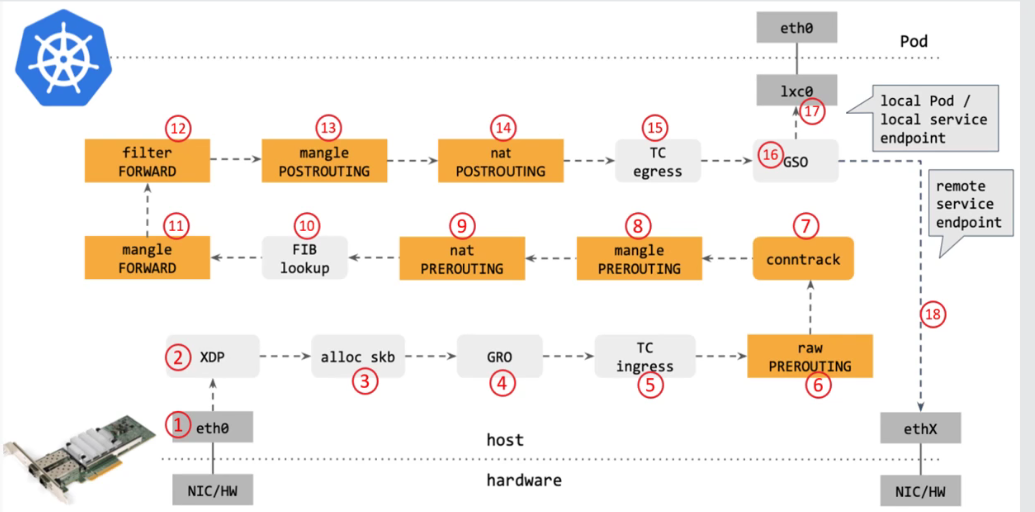 eth0
Pod
lxc0
17
local Pod /
local service
endpoint
12
13
14
15
filter
FORWARD
mangle
POSTROUTING
nat
POSTROUTING
TC
egress
16
GSO
remote
service
endpoint
11
10
9
8
7
mangle
FORWARD
FIB
lookup
nat
PREROUTING
mangle
PREROUTING
conntrack
18
2
XDP
alloc skb
3
GRO
4
TC
ingress
5
raw
PREROUTING
6
1
eth0
host
ethX
hardware
NIC/HW
NIC/HW